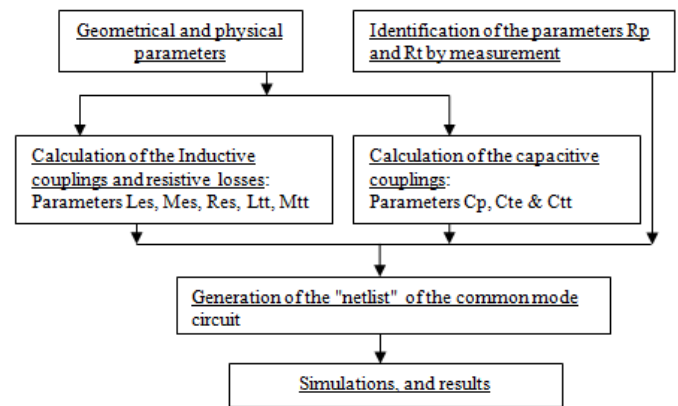 Geometrical and physical
parameters
Identification of the parameters Rp
and Rt by measurement
Calculation of the Inductive
couplings and resistive losses:
Parameters Les, Mes, Res, Ltt, Mtt
Calculation of the capacitive
couplings:
Parameters Cp, Cte & Ctt
Generation of the "netlist" of the common mode
circuit
Simulations, and results